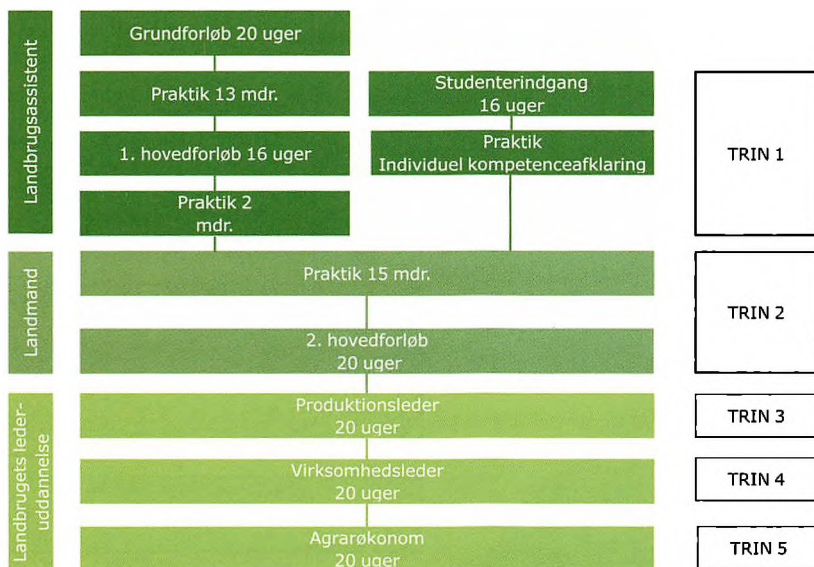 Landbrugsassistent
Grundforløb 20 uger
Praktik 13 mdr.
1. hovedforløb 16 uger
Praktik 2
mdr.
Studenterindgang
16 uger
Praktik
Individuel kompetenceafklaring
TRIN 1
Landmand
Praktik 15 mdr.
2. hovedforløb
20 uger
TRIN 2
Landbrugets leder-
uddannelse
Produktionsleder
20 uger
TRIN 3
Virksomhedsleder
20 uger
TRIN 4
Agrarøkonom
20 uger
TRIN 5